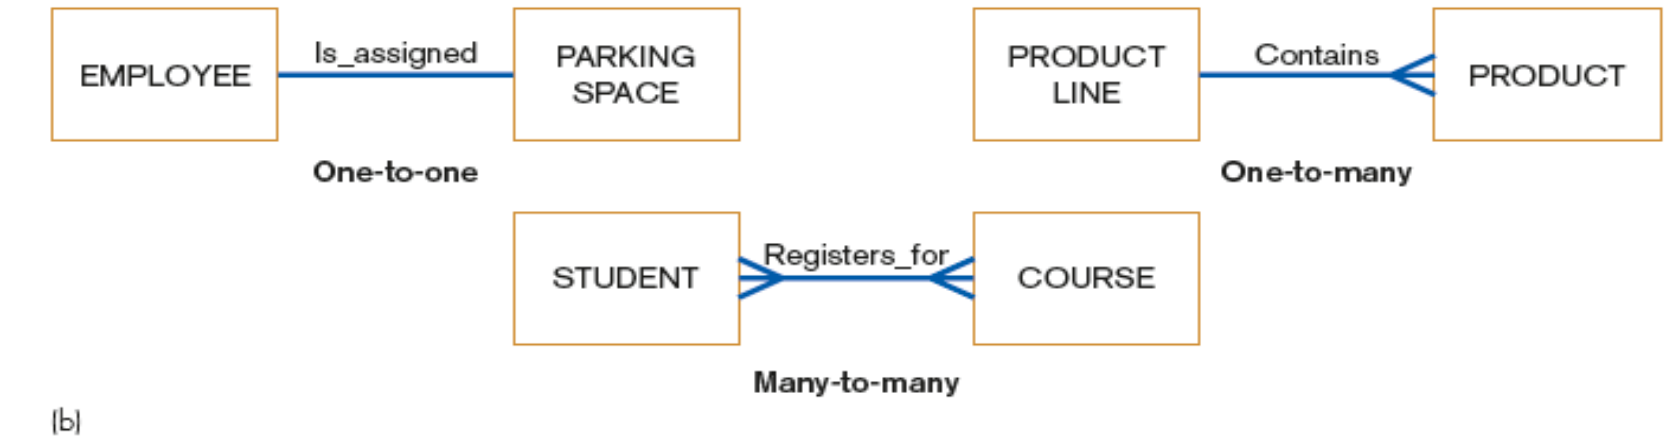 EMPLOYEE
Is_assigned
PARKING
SPACE
One-to-one
PRODUCT
LINE
Contains
PRODUCT
One-to-many
STUDENT
Registers_for
COURSE
Many-to-many
(b)